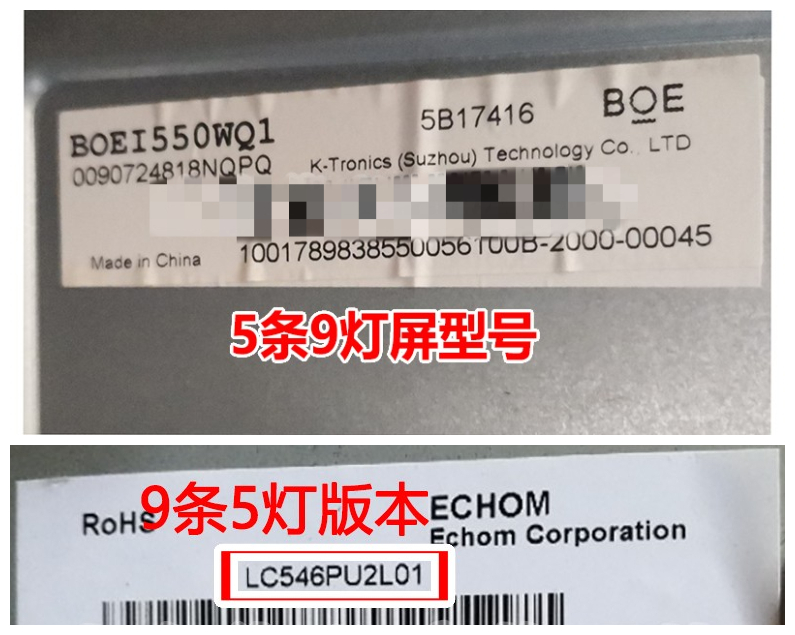 BOEI550WQ1
5B17416
BOE
0090724818NQPQ
K-Tronics (Suzhou) Technology Co., LTD
Made in China
1001789838550056100B-2000-00045
5条9灯屏型号
9条5灯版本
RoHS
ECHOM
Echom Corporation
LC546PU2L01